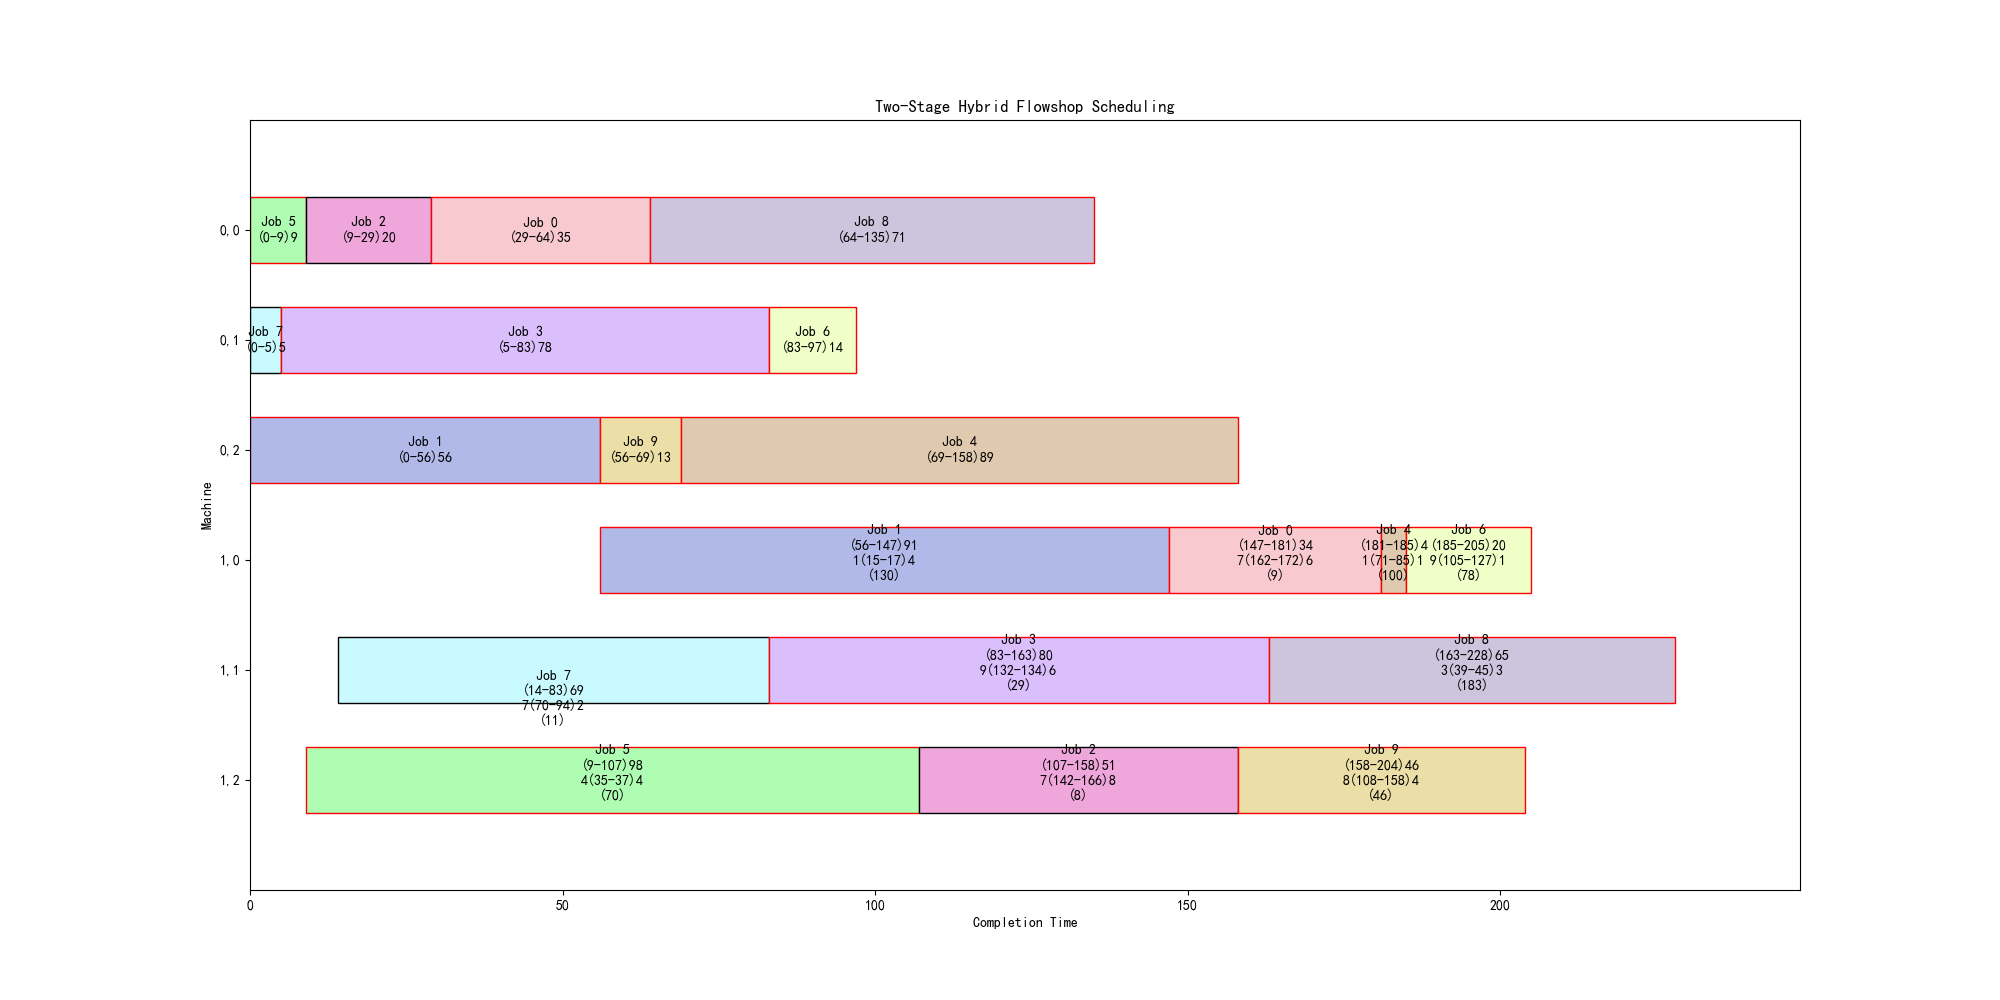 Two-Stage Hybrid Flowshop Scheduling
Machine
0,0
Job 5
(0-9)9
Job 2
(9-29)20
Job 0
(29-64)35
Job 8
(64-135)71
0,1
Job 7
(0-5)5
Job 3
(5-83)78
Job 6
(83-97)14
0,2
Job 1
(0-56)56
Job 9
(56-69)13
Job 4
(69-158)89
1,0
Job 1
(56-147)91
1(15-17)4
(130)
Job 0
(147-181)34
7(162-172)6
(9)
Job 4
(181-185)4
1(71-85)1
(100)
Job 6
(185-205)20
9(105-127)1
(78)
1,1
Job 7
(14-83)69
7(70-94)2
(11)
Job 3
(83-163)80
9(132-134)6
(29)
Job 8
(163-228)65
3(39-45)3
(183)
1,2
Job 5
(9-107)98
4(35-37)4
(70)
Job 2
(107-158)51
7(142-166)8
(8)
Job 9
(158-204)46
8(108-158)4
(46)
0
50
100
150
200
Completion Time